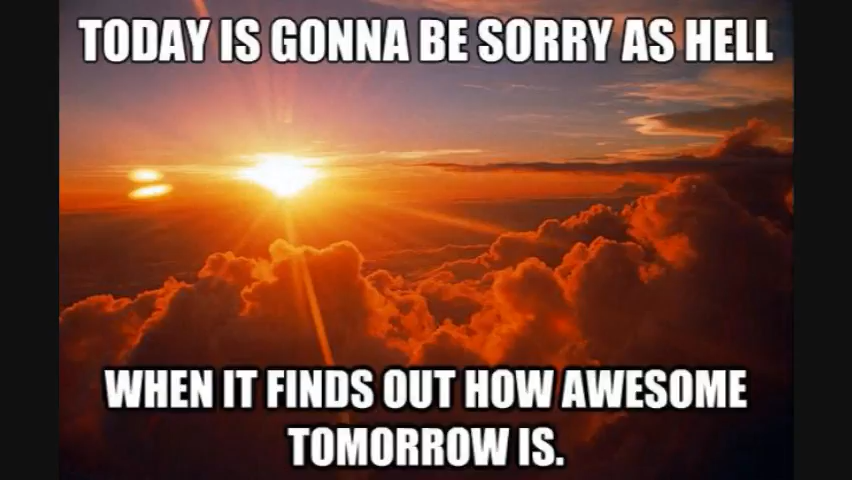 TODAY IS GONNA BE SORRY AS HELL
WHEN IT FINDS OUT HOW AWESOME
TOMORROW IS.